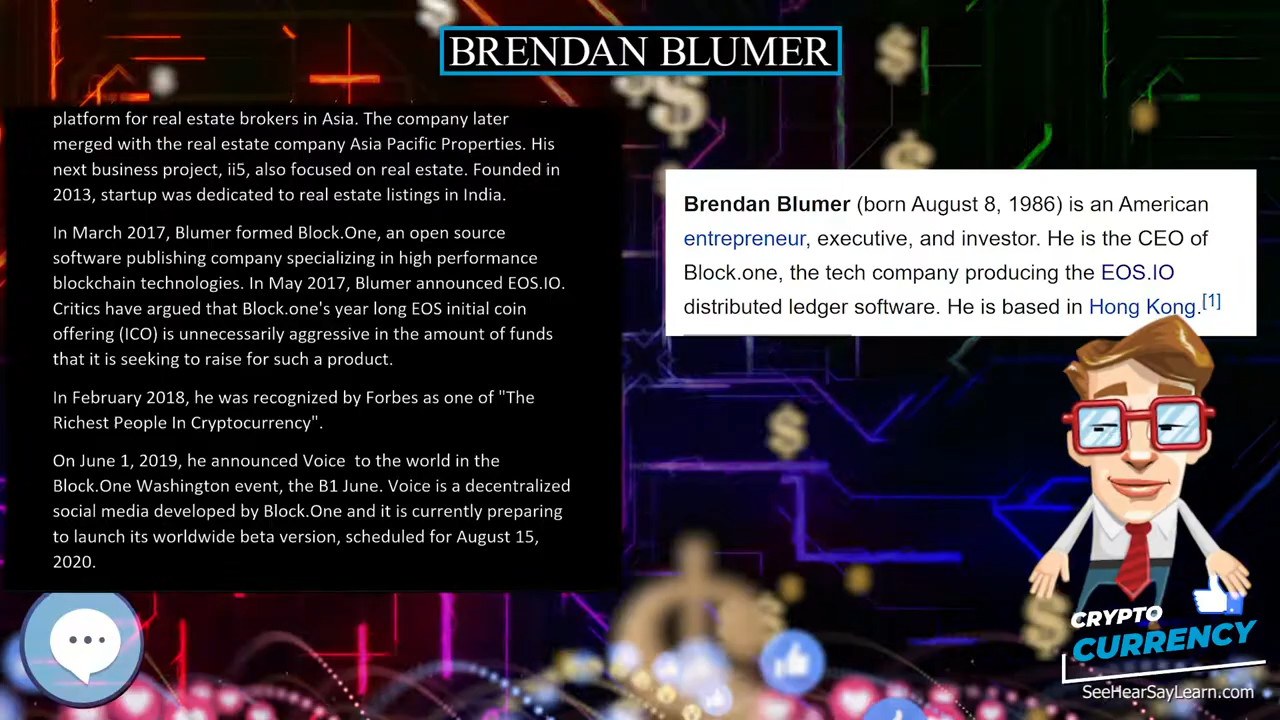 BRENDAN BLUMER
platform for real estate brokers in Asia. The company later
merged with the real estate company Asia Pacific Properties. His
next business project, ii5, also focused on real estate. Founded in
2013, startup was dedicated to real estate listings in India.
In March 2017, Blumer formed Block.One, an open source
software publishing company specializing in high performance
blockchain technologies. In May 2017, Blumer announced EOS.IO.
Critics have argued that Block.one's year long EOS initial coin
offering (ICO) is unnecessarily aggressive in the amount of funds
that it is seeking to raise for such a product.
In February 2018, he was recognized by Forbes as one of "The
Richest People In Cryptocurrency".
On June 1, 2019, he announced Voice to the world in the
Block.One Washington event, the B1 June. Voice is a decentralized
social media developed by Block.One and it is currently preparing
to launch its worldwide beta version, scheduled for August 15,
2020.
Brendan Blumer (born August 8, 1986) is an American
entrepreneur, executive, and investor. He is the CEO of
Block.one, the tech company producing the EOS.IO
distributed ledger software. He is based in Hong Kong.[1]
CRYPTO
CURRENCY
SeeHearSayLearn.com